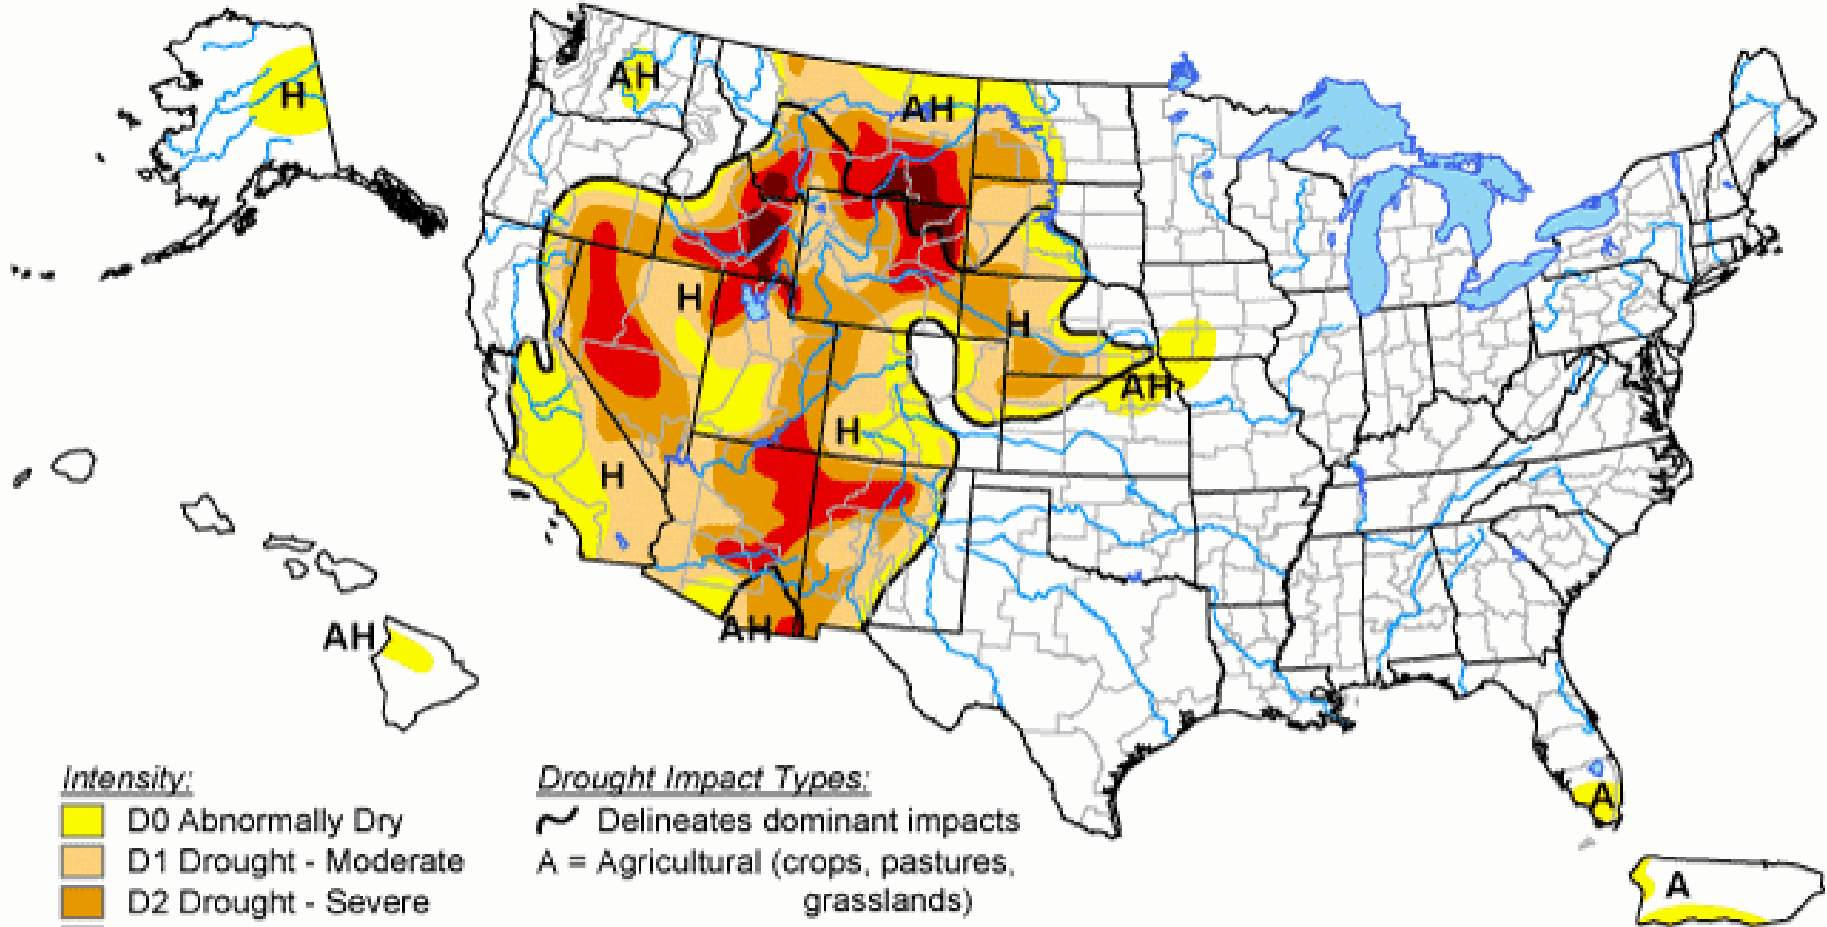 H
AH
AH
H
H
AH
H
H
AH
AH
A
A
Intensity:
D0 Abnormally Dry
D1 Drought - Moderate
D2 Drought - Severe
Drought Impact Types:
Delineates dominant impacts
A = Agricultural (crops, pastures,
grasslands)